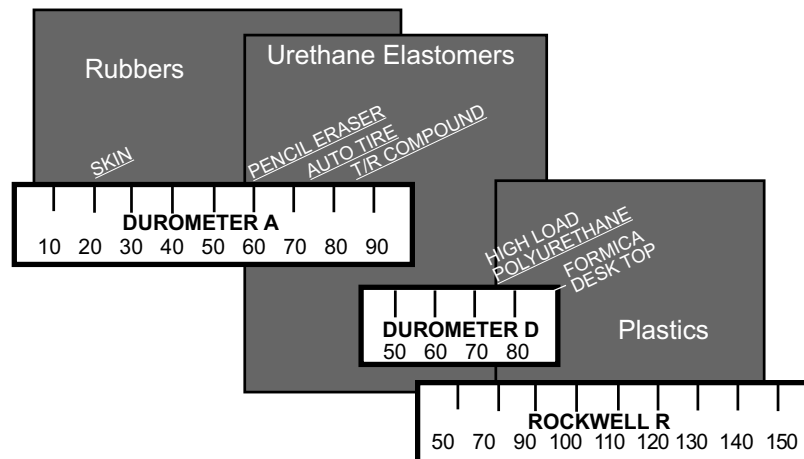 Rubbers
Urethane Elastomers
SKIN
PENCIL ERASER
AUTO TIRE
T/R COMPOUND
DUROMETER A
10 20 30 40 50 60 70 80 90
HIGH LOAD
POLYURETHANE
FORMICA
DESK TOP
DUROMETER D
50 60 70 80
Plastics
ROCKWELL R
50 70 80 90 100 110 120 130 140 150